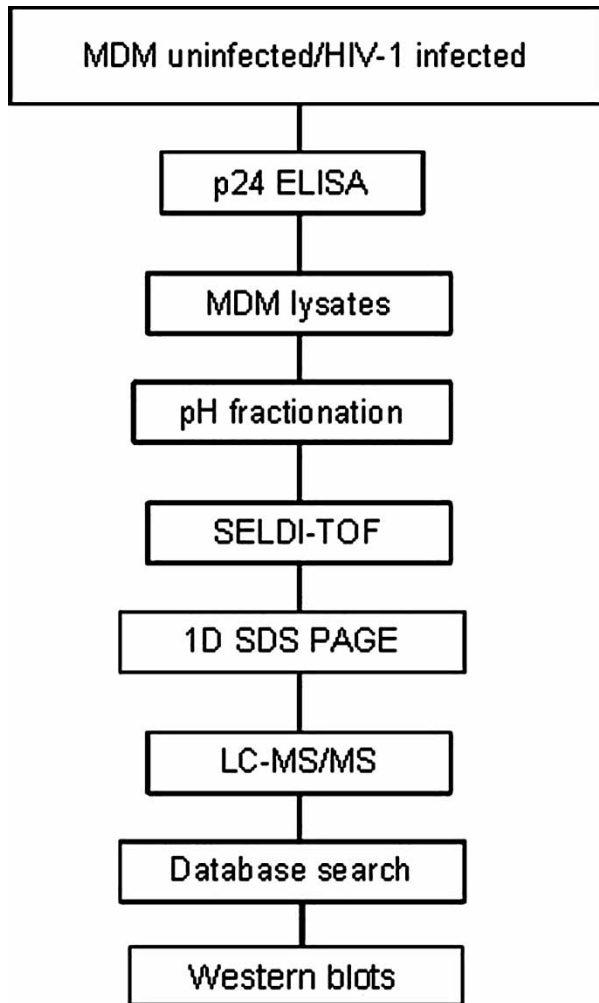 MDM uninfected/HIV-1 infected
p24 ELISA
MDM lysates
pH fractionation
SELDI-TOF
1D SDS PAGE
LC-MS/MS
Database search
Western blots